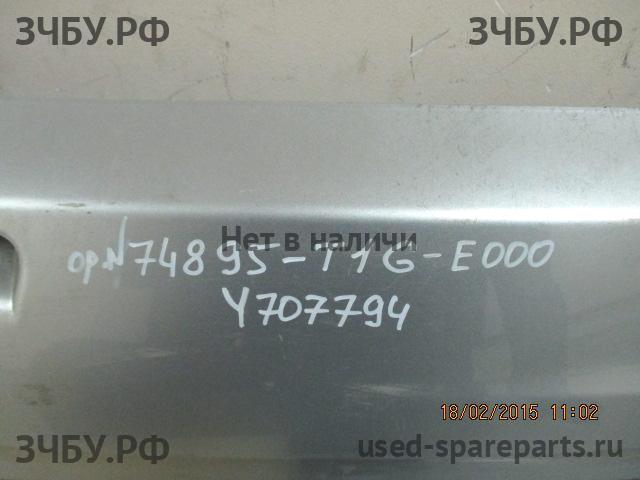 ЗЧБУ.РФ ЗЧБУ.РФ
Нет в наличи
ор.N74895-T1G-E000
Y707794
18/02/2015 11:02
ЗЧБУ.РФ used-spareparts.ru